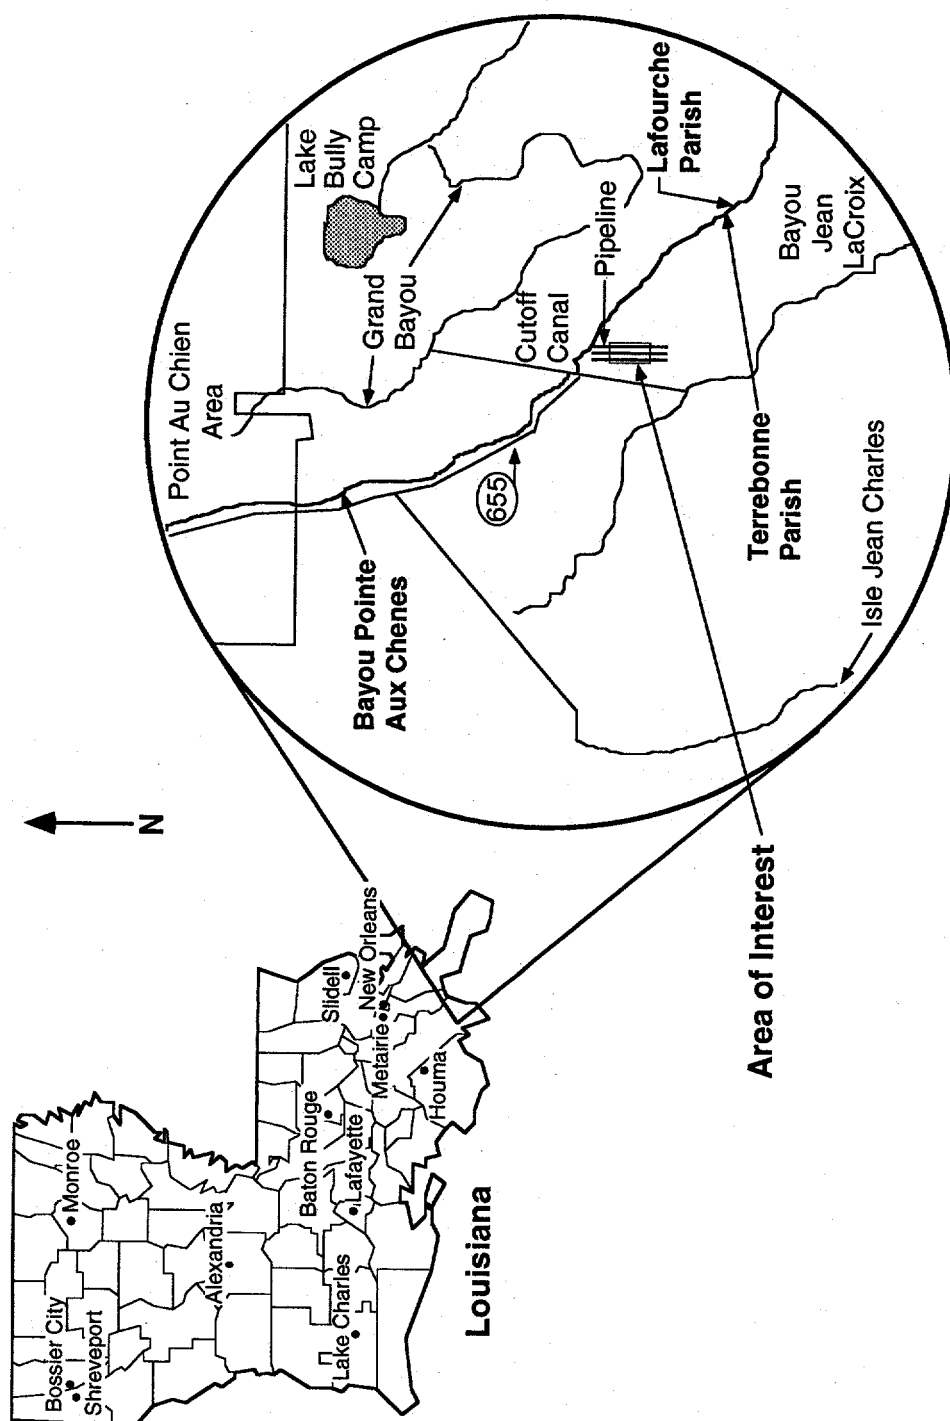 Bossier City
Shreveport
Monroe
Alexandria
Lake Charles
Lafayette
Baton Rouge
Slidell
New Orleans
Metairie
Houma
Louisiana
N
Point Au Chien
Area
Lake
Bully
Camp
Grand
Bayou
Bayou Pointe
Aux Chenes
655
Cutoff
Canal
Pipeline
Lafourche
Parish
Bayou
Jean
LaCroix
Terrebonne
Parish
Isle Jean Charles
Area of Interest